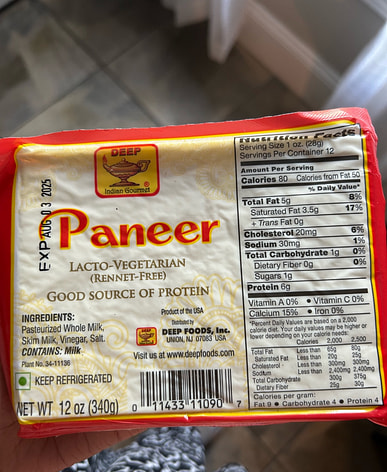 DEEP
Indian Gourmet
®
EXP AUG 03 2025
Paneer
LACTO-VEGETARIAN
(RENNET-FREE)
GOOD SOURCE OF PROTEIN
INGREDIENTS:
Pasteurized Whole Milk,
Skim Milk, Vinegar, Salt.
CONTAINS: Milk
Plant No. 34-11136
KEEP REFRIGERATED
NET WT 12 oz (340g)
Product of the USA
Distributed by
DEEP
DEEP FOODS, Inc.
UNION, NJ 07083 USA
Visit us at www.deepfoods.com
0 11433 11090 7
Nutrition Facts
Serving Size 1 oz. (28g)
Servings Per Container 12
Amount Per Serving
Calories 80 Calories from Fat 50
% Daily Value*
Total Fat 5g 8%
Saturated Fat 3.5g 17%
+ Trans Fat 0g
Cholesterol 20mg 6%
Sodium 30mg 1%
Total Carbohydrate 1g 0%
Dietary Fiber 0g 0%
Sugars 1g
Protein 6g
Vitamin A 0% • Vitamin C 0%
Calcium 15% • Iron 0%
*Percent Daily Values are based on a 2,000
calorie diet. Your daily values may be higher or
lower depending on your calorie needs:
Calories 2,000 2,500
Total Fat Less than 65g 80g
Saturated Fat Less than 20g 25g
Cholesterol Less than 300mg 300mg
Sodium Less than 2,400mg 2,400mg
Total Carbohydrate 300g 375g
Dietary Fiber 25g 30g
Calories per gram:
Fat 9 • Carbohydrate 4 • Protein 4